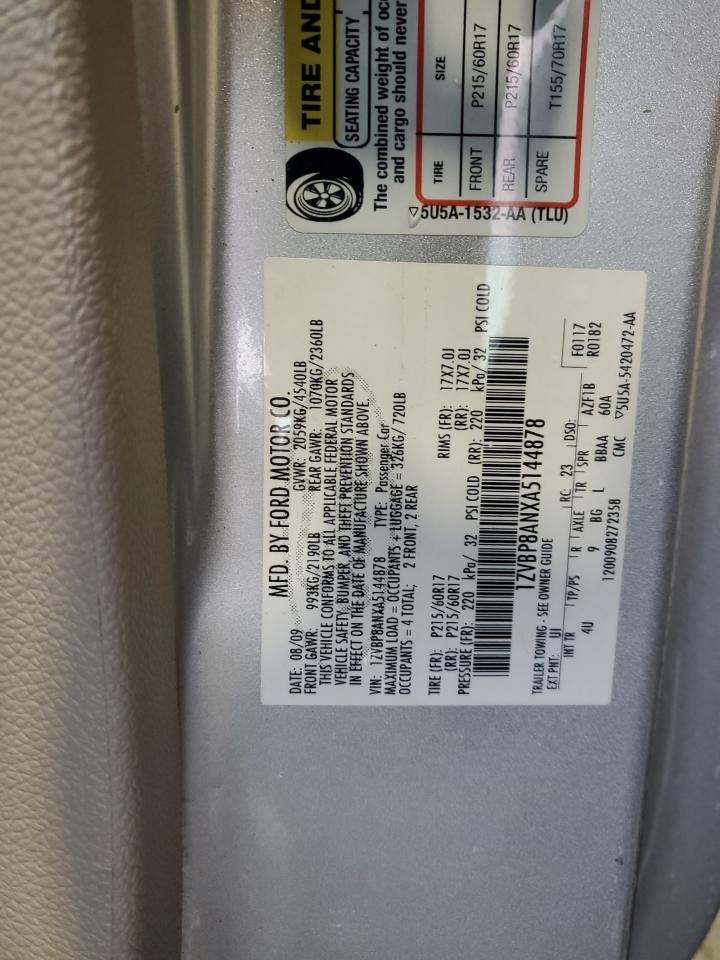 TIRE AND
SEATING CAPACITY
The combined weight of occ
and cargo should never
TIRE SIZE
FRONT P215/60R17
REAR P215/60R17
SPARE T155/70R17
▽5U5A-1532-AA (TLU)
MFD. BY FORD MOTOR CO.
DATE: 08/09 GVWR: 2059KG/4540LB
FRONT GAWR: 993KG/2190LB REAR GAWR: 1070KG/2360LB
THIS VEHICLE CONFORMS TO ALL APPLICABLE FEDERAL MOTOR
VEHICLE SAFETY, BUMPER, AND THEFT PREVENTION STANDARDS
IN EFFECT ON THE DATE OF MANUFACTURE SHOWN ABOVE.
VIN: 1ZVBP8ANXA5144878 TYPE: Passenger Car
MAXIMUM LOAD = OCCUPANTS + LUGGAGE = 326KG/720LB
OCCUPANTS = 4 TOTAL; 2 FRONT, 2 REAR
TIRE (FR): P215/60R17 RIMS (FR): 17X7.0J
(RR): P215/60R17 (RR): 17X7.0J
PRESSURE (FR): 220 kPa/ 32 PSI COLD (RR): 220 kPa/ 32 PSI COLD
1ZVBP8ANXA5144878
TRAILER TOWING - SEE OWNER GUIDE
EXT PNT: UI RC: 23 DSO: F0117
INT TR TP/PS R AXLE TR SPR AZF1B R0182
4U 9 BG L BBAA 60A
1200908272358 CMC ▽5U5A-5420472-AA